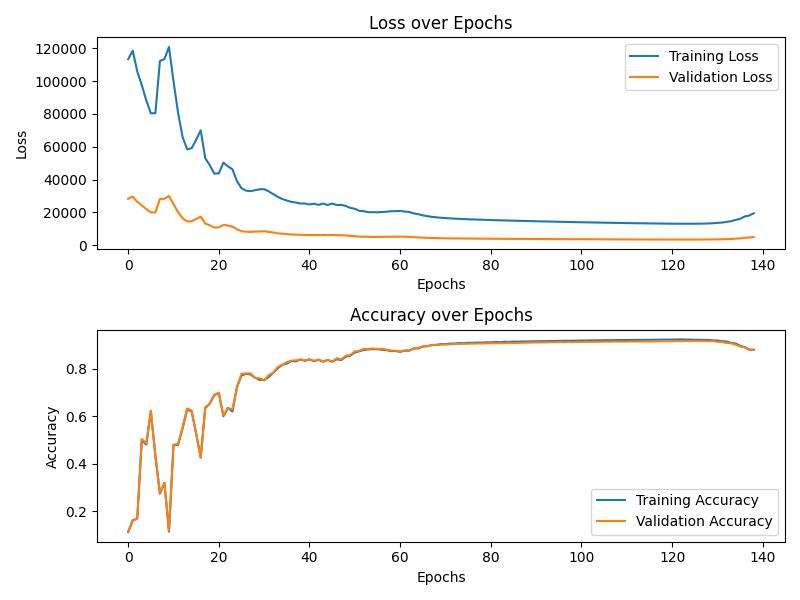 Loss over Epochs
120000
100000
80000
60000
40000
20000
0
Loss
Training Loss
Validation Loss
0 20 40 60 80 100 120 140
Epochs
Accuracy over Epochs
0.8
0.6
0.4
0.2
Accuracy
Training Accuracy
Validation Accuracy
0 20 40 60 80 100 120 140
Epochs